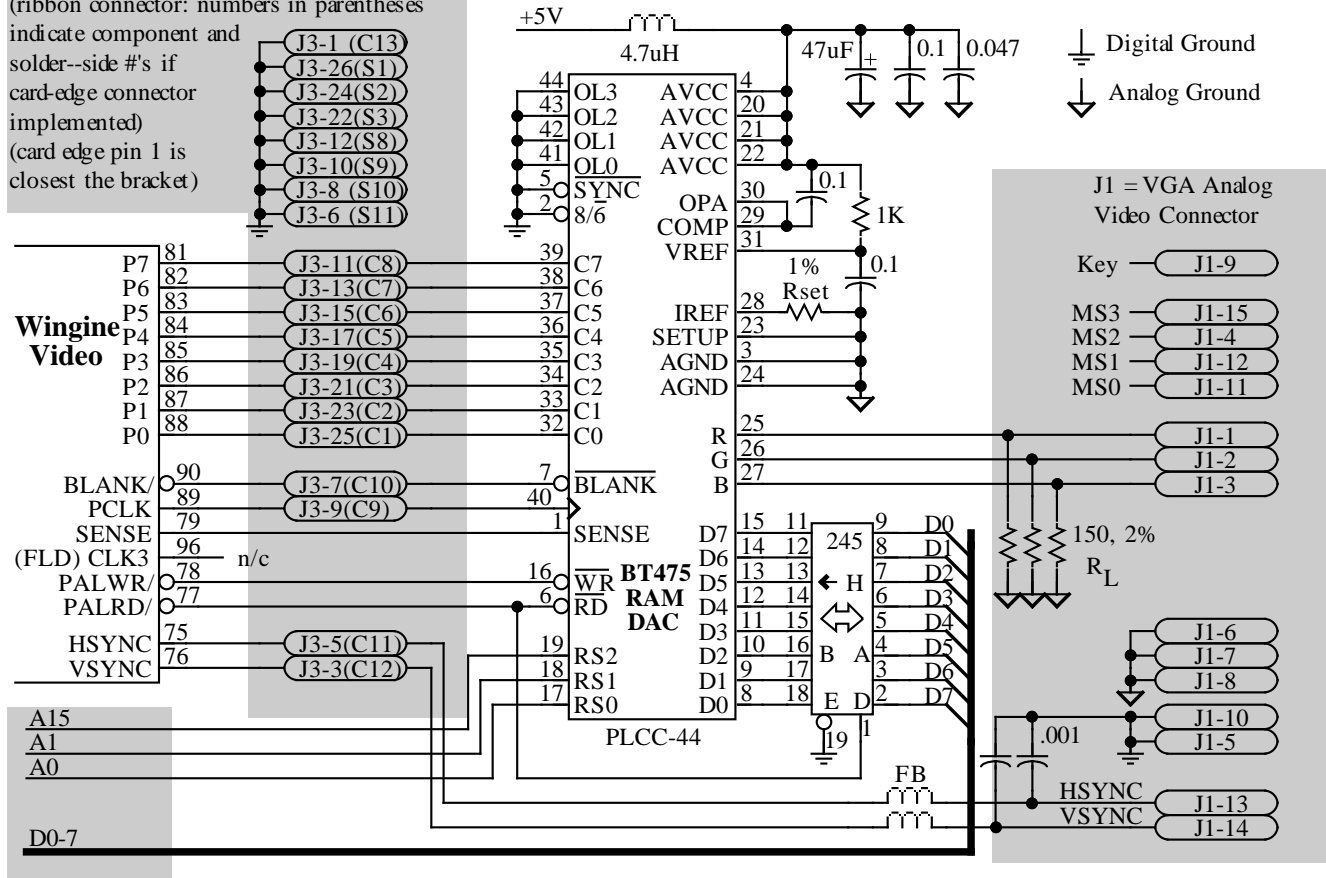 (ribbon connector: numbers in parentheses
indicate component and
solder--side #'s if
card-edge connector
implemented)
(card edge pin 1 is
closest the bracket)
J3-1 (C13)
J3-26(S1)
J3-24(S2)
J3-22(S3)
J3-12(S8)
J3-10(S9)
J3-8 (S10)
J3-6 (S11)
+5V
4.7uH
47uF
+
0.1
0.047
Digital Ground
Analog Ground
44 OL3 AVCC 4
43 OL2 AVCC 20
42 OL1 AVCC 21
41 OL0 AVCC 22
5 SYNC
2 8/6
OPA 30
COMP 29
VREF 31
0.1
1K
J1 = VGA Analog
Video Connector
Wingine
Video
P7 81 J3-11(C8) 39 C7
P6 82 J3-13(C7) 38 C6
P5 83 J3-15(C6) 37 C5
P4 84 J3-17(C5) 36 C4
P3 85 J3-19(C4) 35 C3
P2 86 J3-21(C3) 34 C2
P1 87 J3-23(C2) 33 C1
P0 88 J3-25(C1) 32 C0
1%
Rset
0.1
IREF 28
SETUP 23
AGND 3
AGND 24
Key J1-9
MS3 J1-15
MS2 J1-4
MS1 J1-12
MS0 J1-11
R 25 J1-1
G 26 J1-2
B 27 J1-3
BLANK/ 90 J3-7(C10) 7 BLANK
PCLK 89 J3-9(C9) 40
SENSE 79 1 SENSE
(FLD) CLK3 96 n/c
PALWR/ 78 16 WR
PALRD/ 77 6 RD
HSYNC 75 J3-5(C11)
VSYNC 76 J3-3(C12)
19 RS2
18 RS1
17 RS0
BT475
RAM
DAC
PLCC-44
D7 15 11 9 D0
D6 14 12 8 D1
D5 13 13 7 D2
D4 12 14 6 D3
D3 11 15 5 D4
D2 10 16 4 D5
D1 9 17 3 D6
D0 8 18 2 D7
245
H
B A
E D
19 1
150, 2%
RL
J1-6
J1-7
J1-8
J1-10
J1-5
.001
A15
A1
A0
FB
HSYNC J1-13
VSYNC J1-14
D0-7